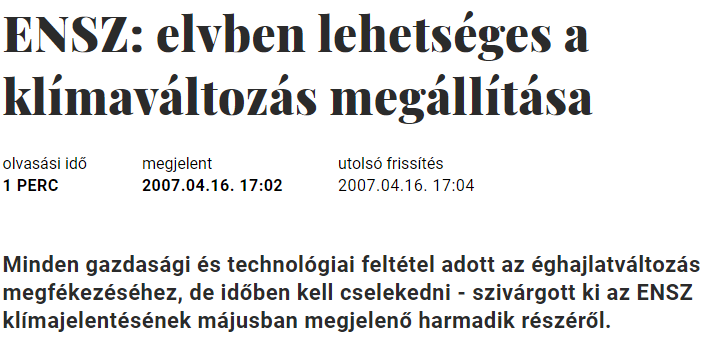 ENSZ: elvben lehetséges a
klímaváltozás megállítása
olvasási idő megjelent utolsó frissítés
1 PERC 2007.04.16. 17:02 2007.04.16. 17:04
Minden gazdasági és technológiai feltétel adott az éghajlatváltozás
megfékezéséhez, de időben kell cselekedni - szivárgott ki az ENSZ
klímajelentésének májusban megjelenő harmadik részéről.